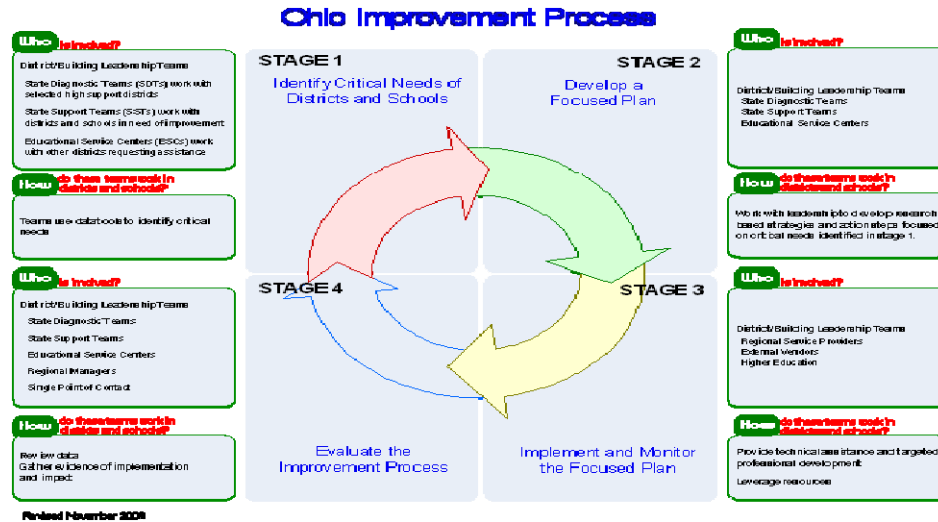 Ohio Improvement Process
Who is involved?
District/Building Leadership Teams
State Diagnostic Teams (SDTs) work with
selected high support districts
State Support Teams (SSTs) work with
districts and schools in need of improvement
Educational Service Centers (ESCs) work
with other districts requesting assistance
How do these teams work in
districts and schools?
Teams use data tools to identify critical
needs
STAGE 1
Identify Critical Needs of
Districts and Schools
STAGE 2
Develop a
Focused Plan
Who is involved?
District/Building Leadership Teams
State Diagnostic Teams
State Support Teams
Educational Service Centers
How do these teams work in
districts and schools?
Work with leadership to develop research
based strategies and action steps focused
on critical needs identified in stage 1.
Who is involved?
District/Building Leadership Teams
State Diagnostic Teams
State Support Teams
Educational Service Centers
Regional Managers
Single Point of Contact
How do these teams work in
districts and schools?
Review data
Gather evidence of implementation
and impact
STAGE 4
Evaluate the
Improvement Process
STAGE 3
Implement and Monitor
the Focused Plan
Who is involved?
District/Building Leadership Teams
Regional Service Providers
External Vendors
Higher Education
How do these teams work in
districts and schools?
Provide technical assistance and targeted
professional development
Leverage resources
Revised November